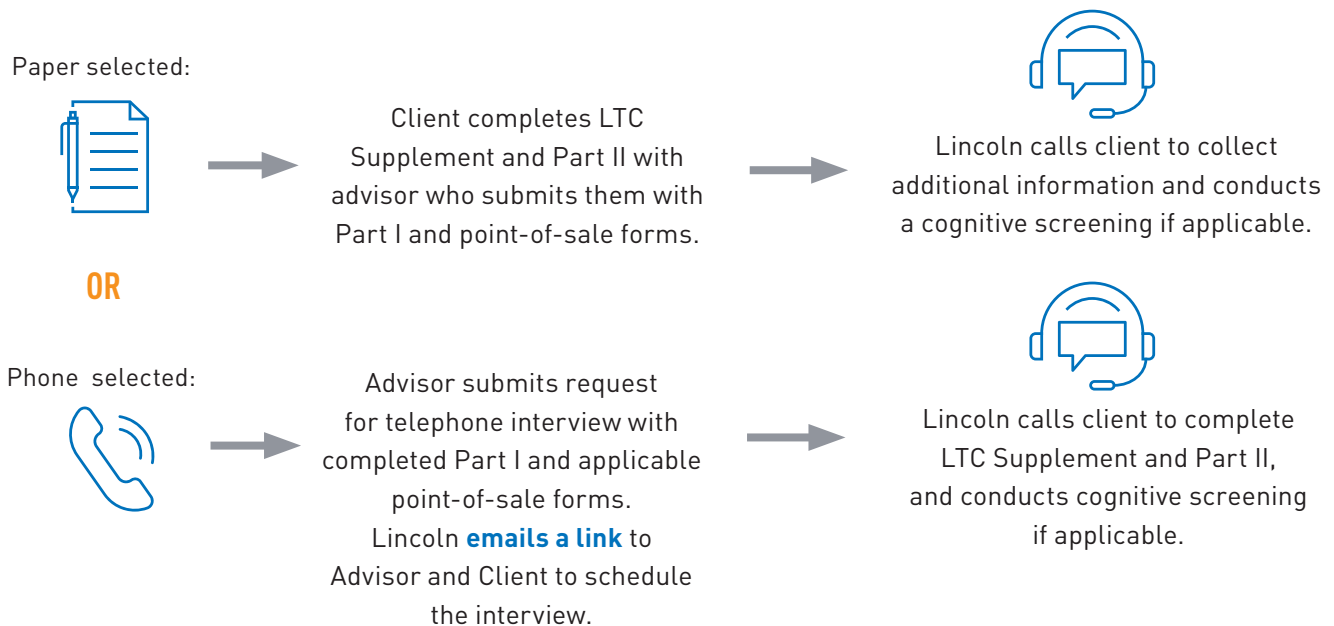 Paper selected:
Client completes LTC
Supplement and Part II with
advisor who submits them with
Part I and point-of-sale forms.
Lincoln calls client to collect
additional information and conducts
a cognitive screening if applicable.
OR
Phone selected:
Advisor submits request
for telephone interview with
completed Part I and applicable
point-of-sale forms.
Lincoln emails a link to
Advisor and Client to schedule
the interview.
Lincoln calls client to complete
LTC Supplement and Part II,
and conducts cognitive screening
if applicable.